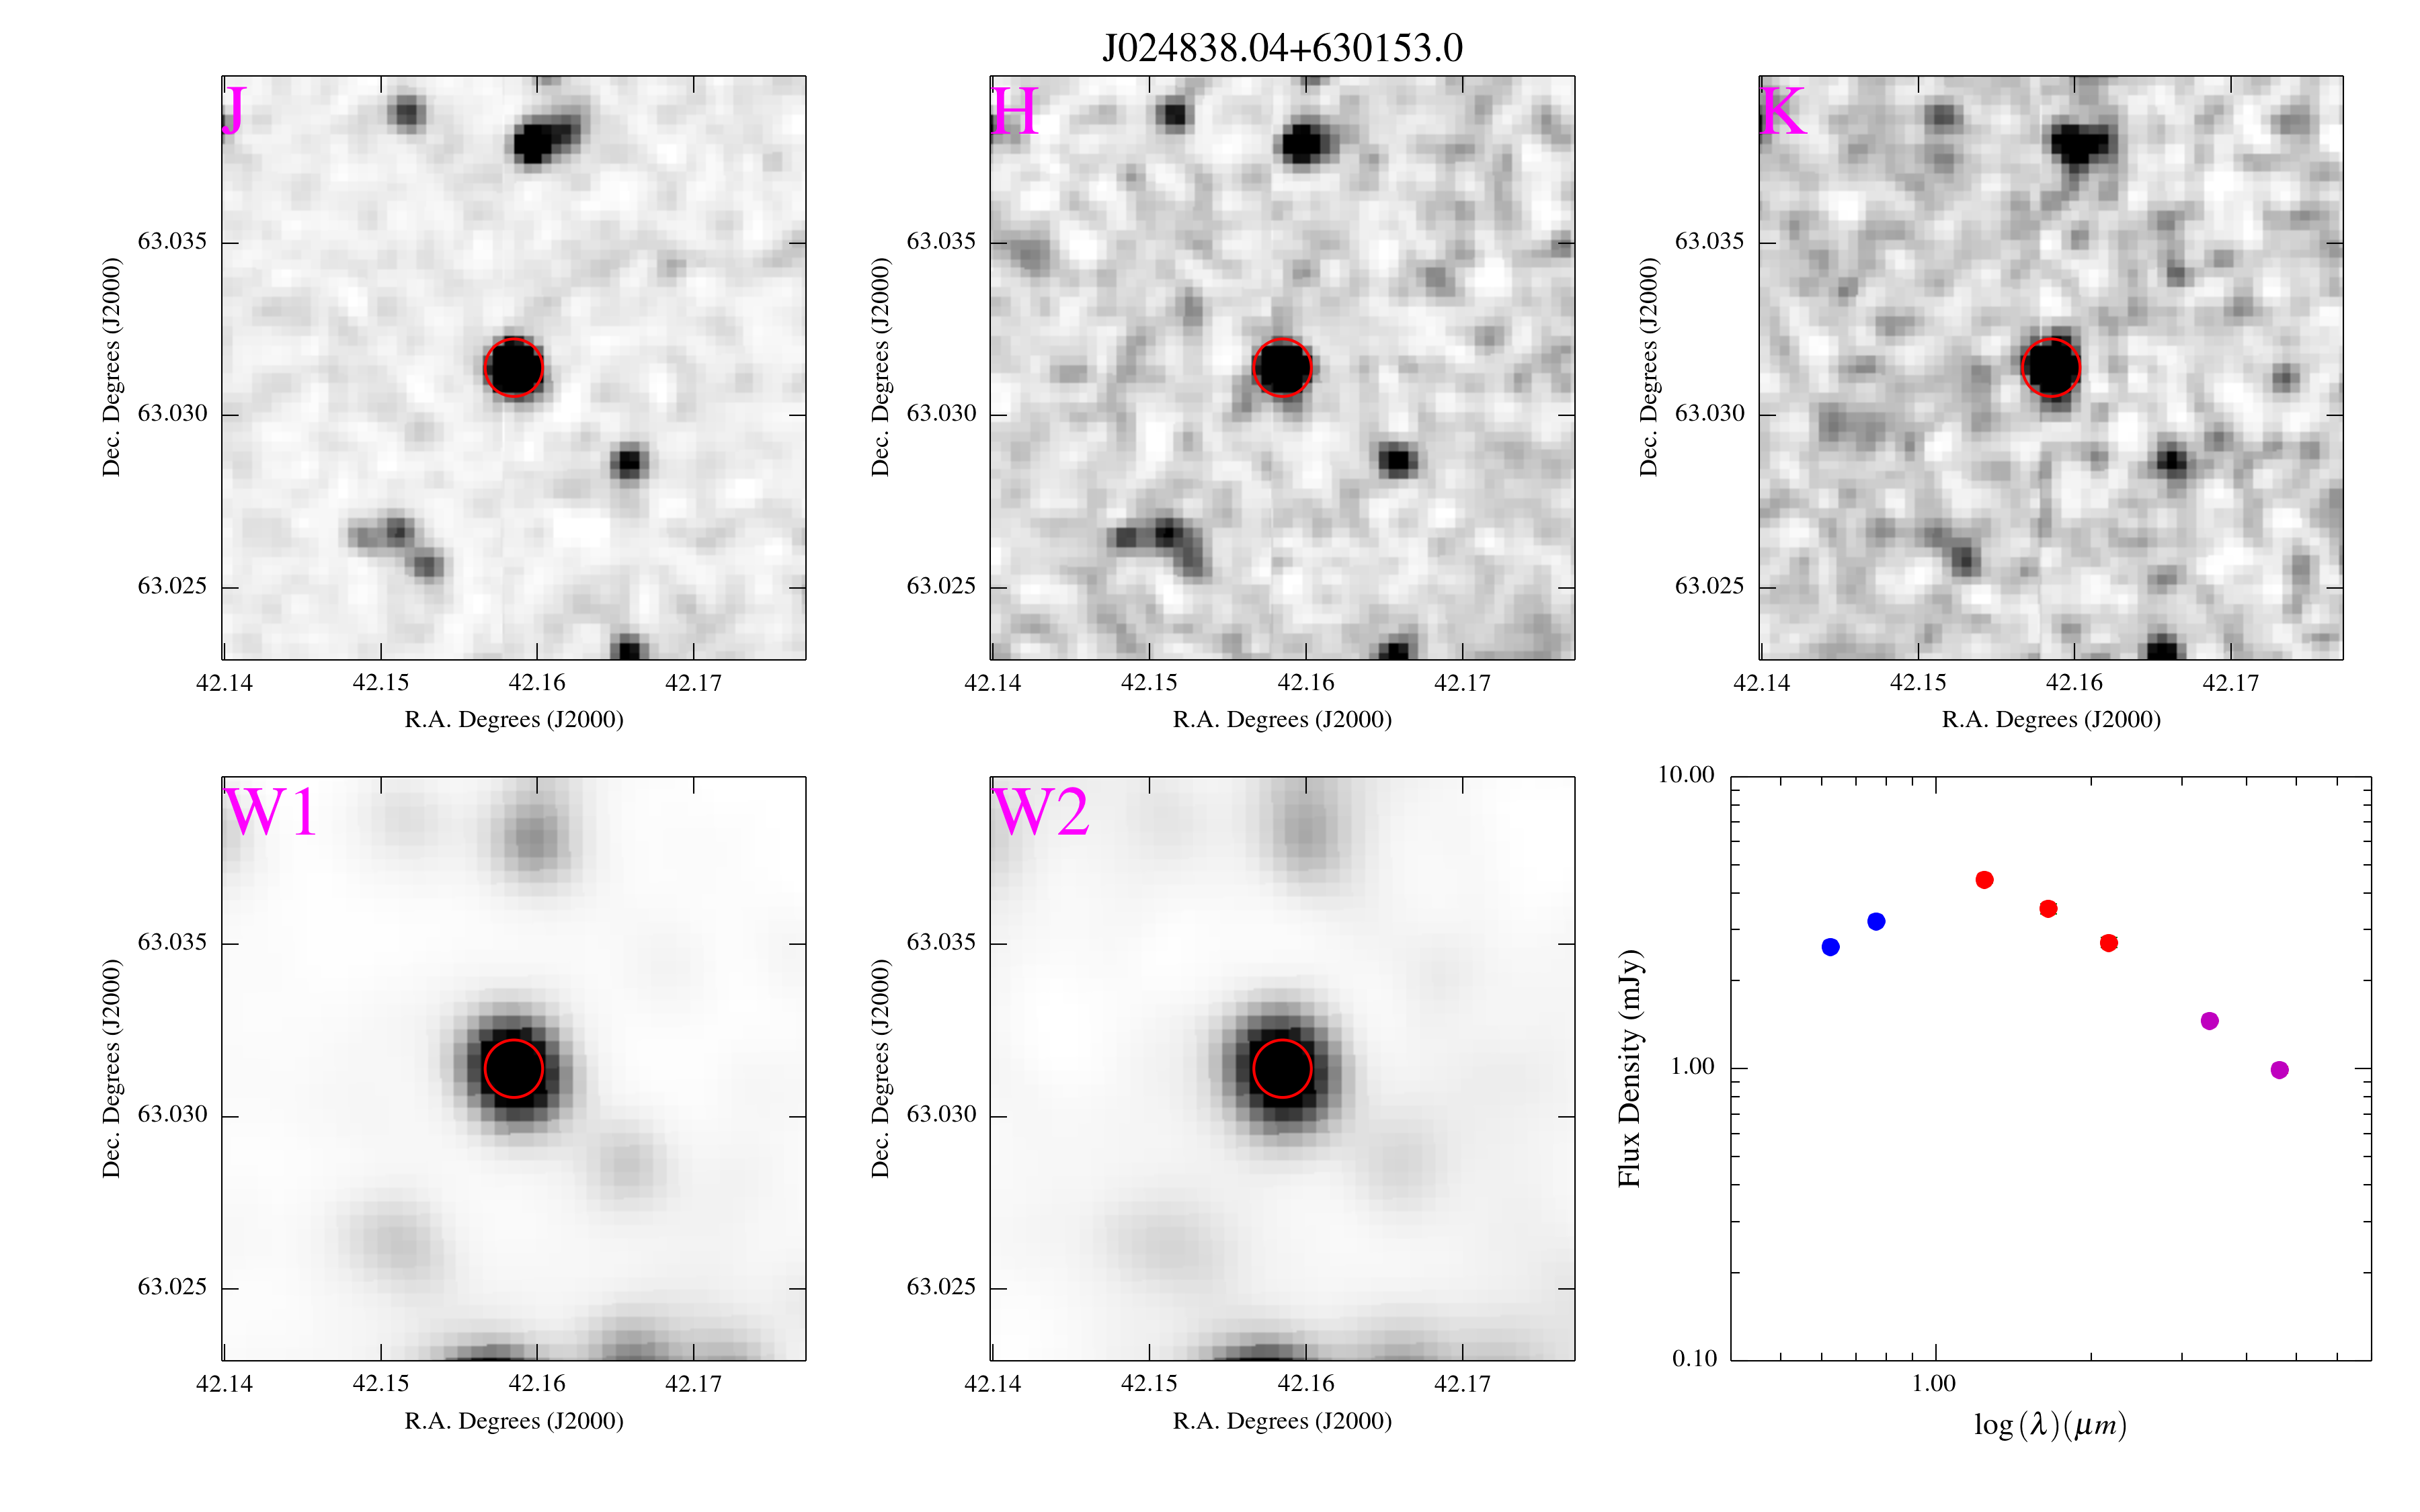 J024838.04+630153.0
J
H
K
63.035
63.030
63.025
Dec. Degrees (J2000)
42.14 42.15 42.16 42.17
R.A. Degrees (J2000)
63.035
63.030
63.025
Dec. Degrees (J2000)
42.14 42.15 42.16 42.17
R.A. Degrees (J2000)
63.035
63.030
63.025
Dec. Degrees (J2000)
42.14 42.15 42.16 42.17
R.A. Degrees (J2000)
W1
63.035
63.030
63.025
Dec. Degrees (J2000)
42.14 42.15 42.16 42.17
R.A. Degrees (J2000)
W2
63.035
63.030
63.025
Dec. Degrees (J2000)
42.14 42.15 42.16 42.17
R.A. Degrees (J2000)
10.00
1.00
0.10
Flux Density (mJy)
1.00
log(λ)(μm)